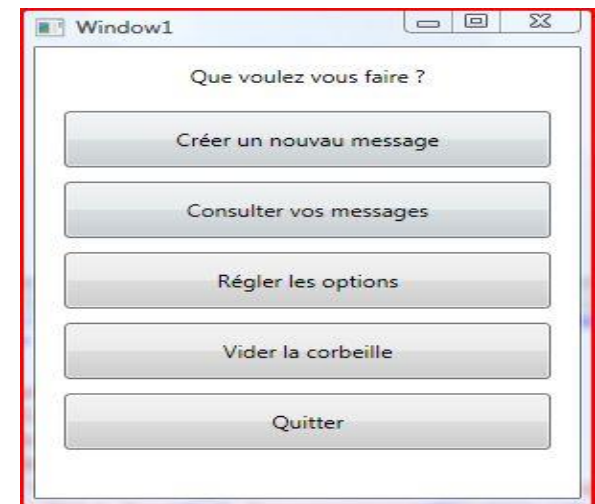 Window1
Que voulez vous faire ?
Créer un nouvau message
Consulter vos messages
Régler les options
Vider la corbeille
Quitter